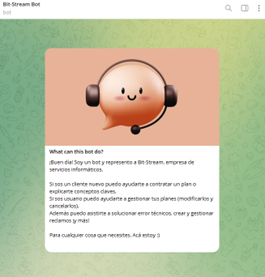 Bit-Stream Bot
bot
What can this bot do?
¡Buen día! Soy un bot y represento a Bit-Stream, empresa de
servicios informáticos.
Si sos un cliente nuevo puedo ayudarte a contratar un plan o
explicarte conceptos claves.
Si sos usuario puedo ayudarte a gestionar tus planes (modificarlos y
cancelarlos).
Además puedo asistirte a solucionar error técnicos, crear y gestionar
reclamos ¡y más!
Para cualquier cosa que necesites: Acá estoy :)